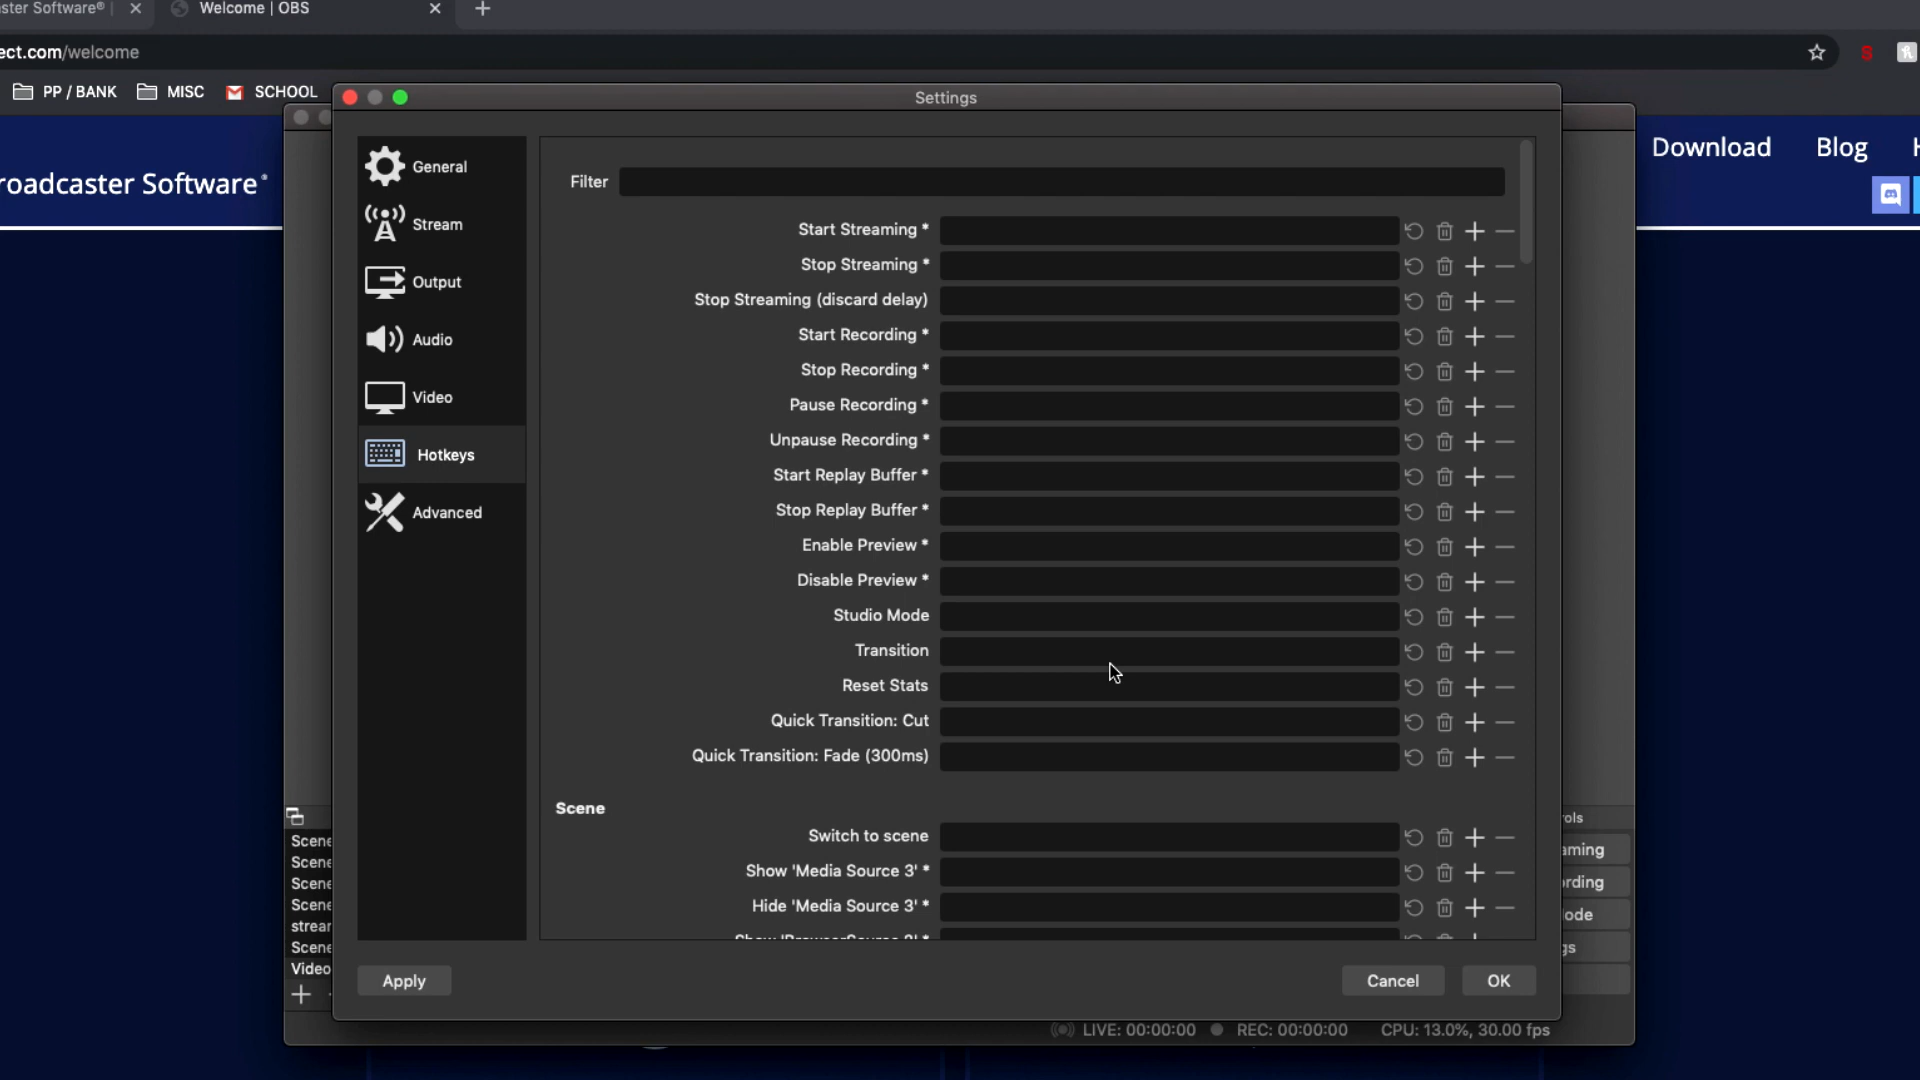 ster Software®
Welcome | OBS
ect.com/welcome
PP / BANK
MISC
SCHOOL
Settings
roadcaster Software®
Download
Blog
General
Stream
Output
Audio
Video
Hotkeys
Advanced
Filter
Start Streaming *
Stop Streaming *
Stop Streaming (discard delay)
Start Recording *
Stop Recording *
Pause Recording *
Unpause Recording *
Start Replay Buffer *
Stop Replay Buffer *
Enable Preview *
Disable Preview *
Studio Mode
Transition
Reset Stats
Quick Transition: Cut
Quick Transition: Fade (300ms)
Scene
Switch to scene
Show 'Media Source 3' *
Hide 'Media Source 3' *
Scene
Scene
Scene
Scene
strear
Scene
Video
ols
aming
rding
ode
gs
Apply
Cancel
OK
LIVE: 00:00:00
REC: 00:00:00
CPU: 13.0%, 30.00 fps